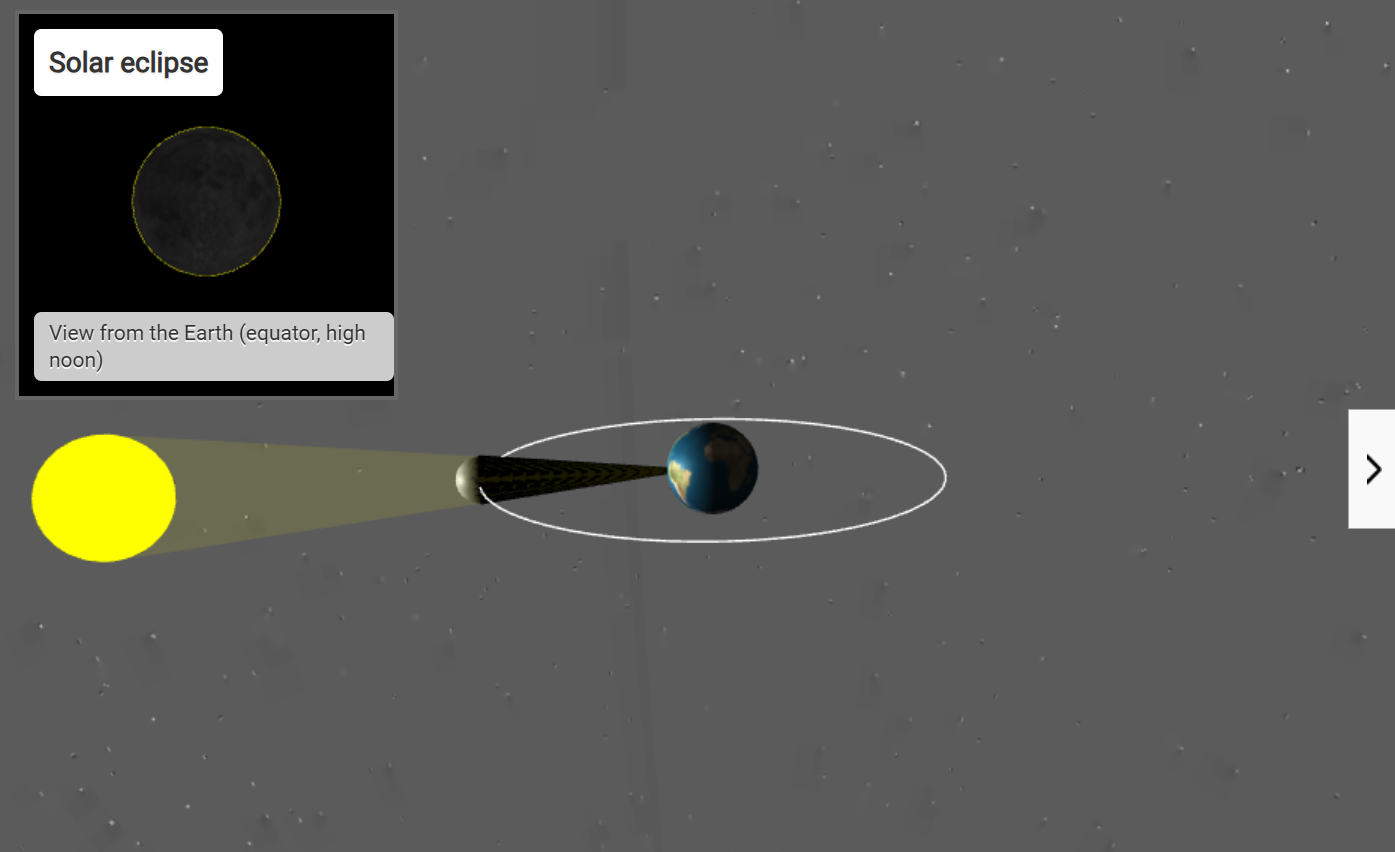 Solar eclipse
View from the Earth (equator, high
noon)